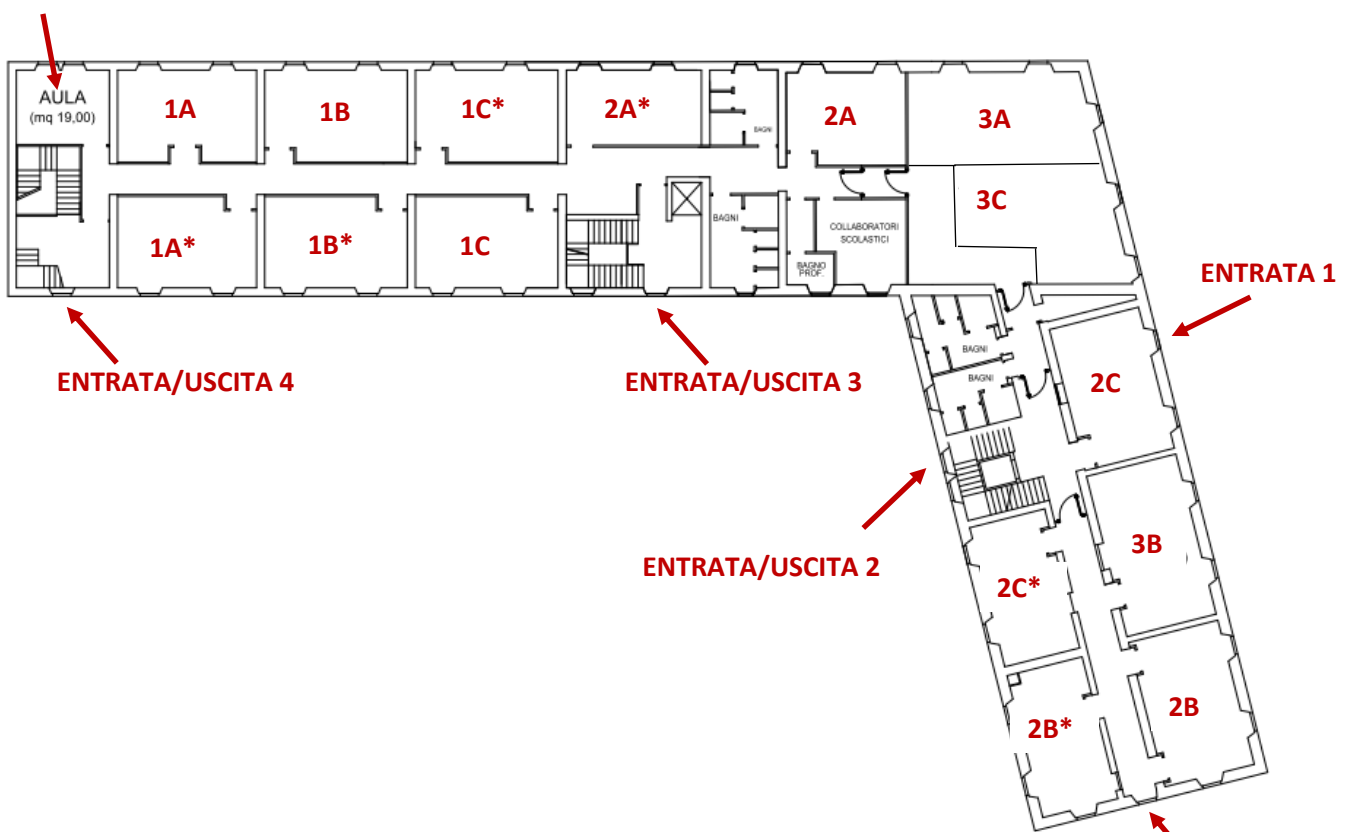 AULA
(mq 19,00)
1A
1B
1C*
2A*
BAGNI
2A
3A
3C
1A*
1B*
1C
BAGNI
COLLABORATORI
SCOLASTICI
BAGNO
PROF.
ENTRATA 1
ENTRATA/USCITA 4
ENTRATA/USCITA 3
BAGNI
BAGNI
2C
ENTRATA/USCITA 2
3B
2C*
2B
2B*